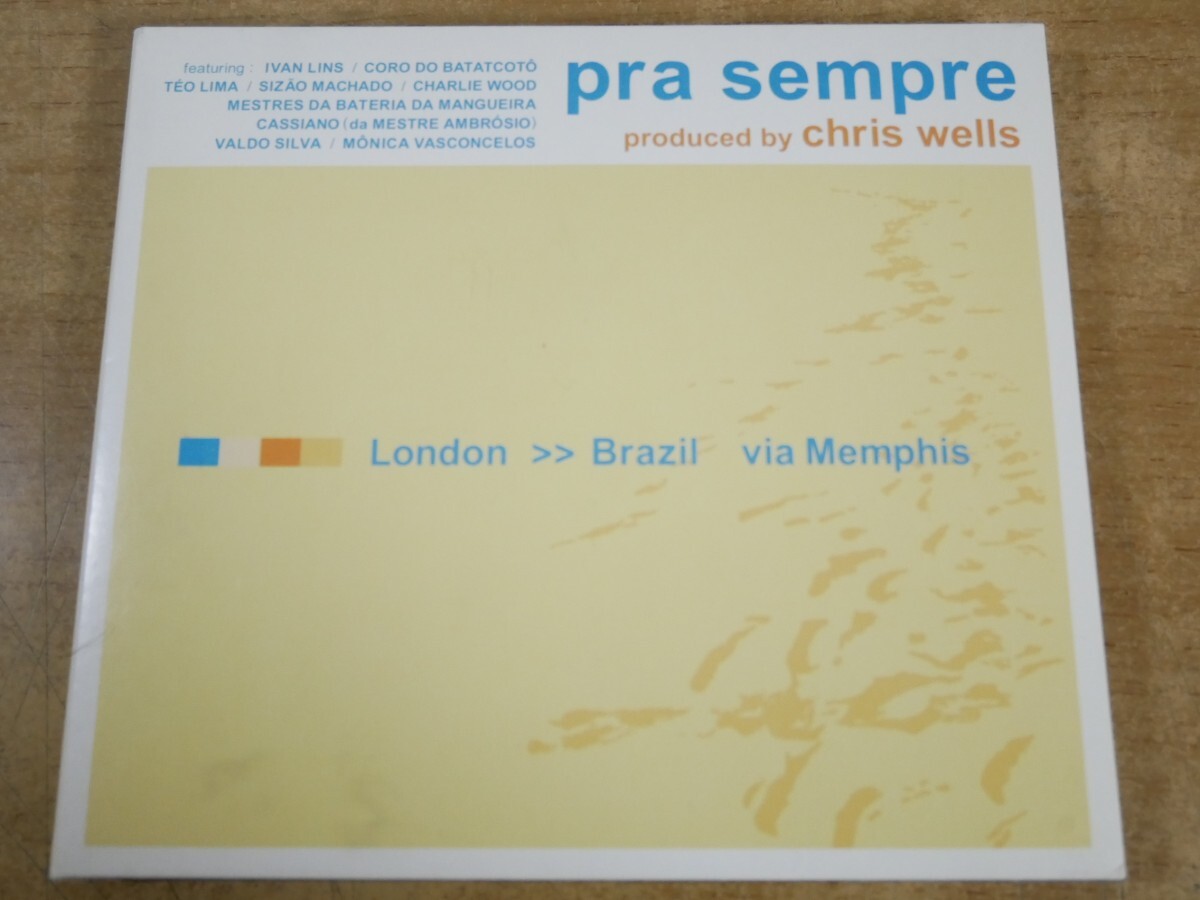 featuring: IVAN LINS / CORO DO BATATCOTÔ
TÉO LIMA / SIZÃO MACHADO / CHARLIE WOOD
MESTRES DA BATERIA DA MANGUEIRA
CASSIANO (da MESTRE AMBRÔSIO)
VALDO SILVA / MÔNICA VASCONCELOS
pra sempre
produced by chris wells
London >> Brazil via Memphis